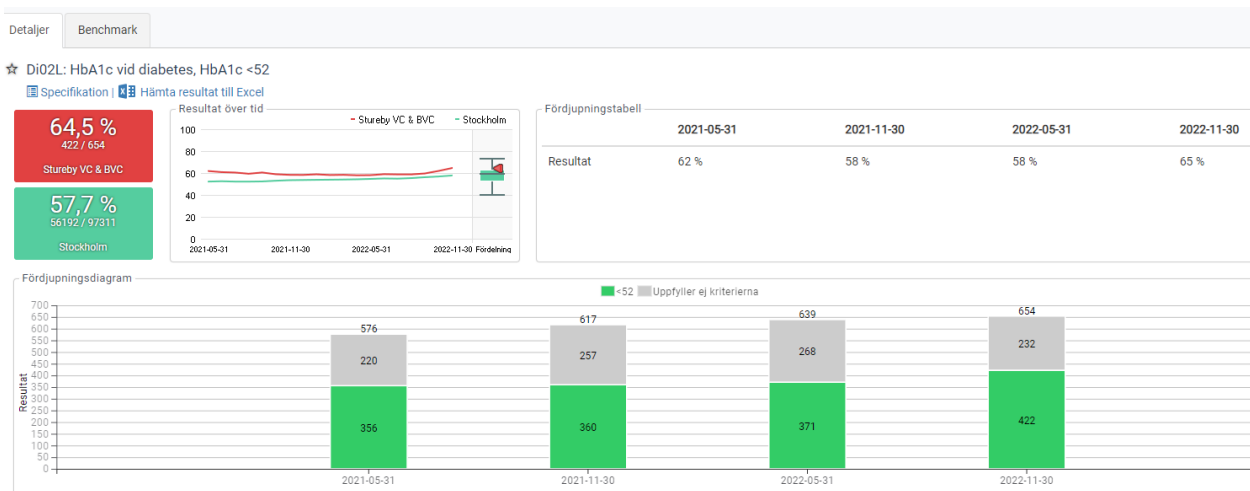 Detaljer Benchmark
☆ Di02L: HbA1c vid diabetes, HbA1c <52
Specifikation | Hämta resultat till Excel
64,5 %
422 / 654
Stureby VC & BVC
57,7 %
56192 / 97311
Stockholm
Resultat över tid
- Stureby VC & BVC - Stockholm
100
80
60
40
20
0
2021-05-31 2021-11-30 2022-05-31 2022-11-30 Fördelning
Fördjupningstabell
2021-05-31 2021-11-30 2022-05-31 2022-11-30
Resultat 62 % 58 % 58 % 65 %
Fördjupningsdiagram
<52 Uppfyller ej kriterierna
Resultat
700
650
600
550
500
450
400
350
300
250
200
150
100
50
0
576 617 639 654
220 257 268 232
356 360 371 422
2021-05-31 2021-11-30 2022-05-31 2022-11-30